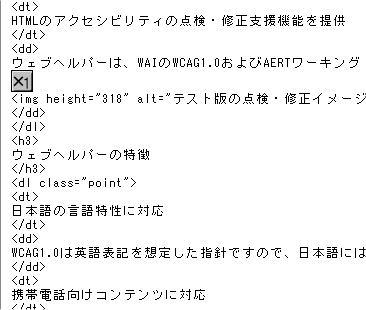 <dt>
HTMLのアクセシビリティの点検・修正支援機能を提供
</dt>
<dd>
ウェブヘルパーは、WAIのWCAG1.0およびAERTワーキング
×1
<img height="318" alt="テスト版の点検・修正イメージ
</dd>
</dl>
<h3>
ウェブヘルパーの特徴
</h3>
<dl class="point">
<dt>
日本語の言語特性に対応
</dt>
<dd>
WCAG1.0は英語表記を想定した指針ですので、日本語には
</dd>
<dt>
携帯電話向けコンテンツに対応
</dt>